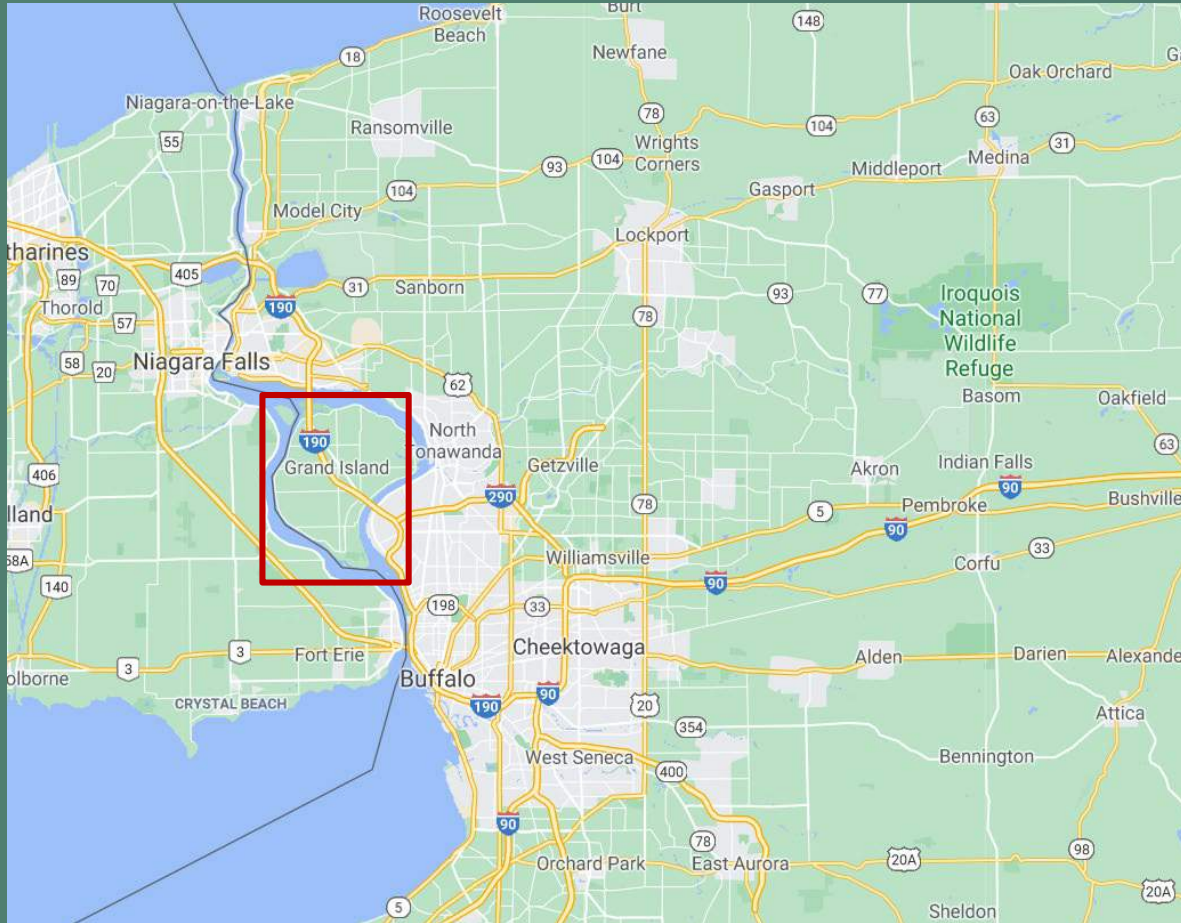 Burt
Roosevelt
Beach
148
Newfane
18
Oak Orchard
Niagara-on-the-Lake
78
63
Ransomville
104
55
Wrights
Corners
31
104
Medina
93
Middleport
104
Gasport
Model City
Lockport
tharines
405
89
70
31
Sanborn
93
77
Iroquois
National
Wildlife
Refuge
190
Thorold
57
78
58
20
Niagara Falls
62
Basom
Oakfield
North
Tonawanda
190
63
Grand Island
Getzville
Akron
Indian Falls
406
290
90
78
Pembroke
Bushville
lland
5
90
58A
Williamsville
33
140
90
Corfu
198
33
Cheektowaga
3
Fort Erie
Alden
Darien
Alexande
3
olborne
Buffalo
CRYSTAL BEACH
190
90
20
Attica
354
West Seneca
Bennington
400
90
78
98
Orchard Park
East Aurora
20A
20A
5
Sheldon